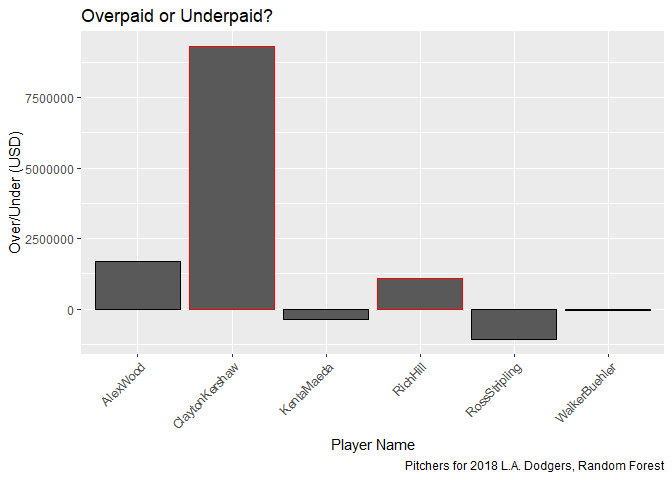 Overpaid or Underpaid?
Over/Under (USD)
7500000
5000000
2500000
0
AlexWood
ClaytonKershaw
KentaMaeda
RichHill
RossStripling
WalkerBuehler
Player Name
Pitchers for 2018 L.A. Dodgers, Random Forest